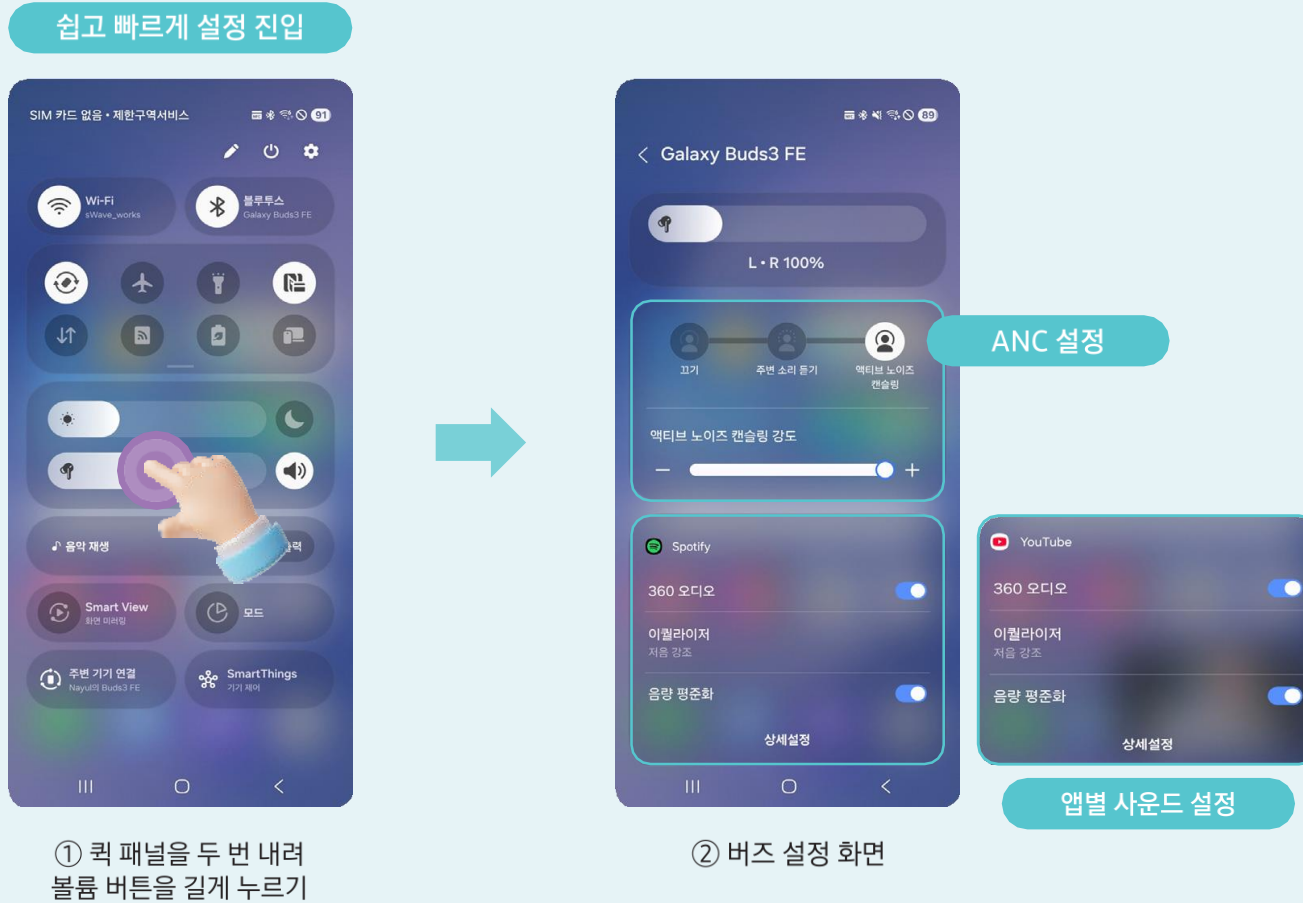 쉽고 빠르게 설정 진입
SIM 카드 없음 • 제한구역서비스
91
Wi-Fi
sWave_works
블루투스
Galaxy Buds3 FE
음악 재생
력
Smart View
화면 미러링
모드
주변 기기 연결
Nayul의 Buds3 FE
SmartThings
기기 제어
① 퀵 패널을 두 번 내려
볼륨 버튼을 길게 누르기
89
Galaxy Buds3 FE
L • R 100%
끄기
주변 소리 듣기
액티브 노이즈
캔슬링
액티브 노이즈 캔슬링 강도
ANC 설정
Spotify
360 오디오
이퀄라이저
저음 강조
음량 평준화
상세설정
② 버즈 설정 화면
YouTube
360 오디오
이퀄라이저
저음 강조
음량 평준화
상세설정
앱별 사운드 설정